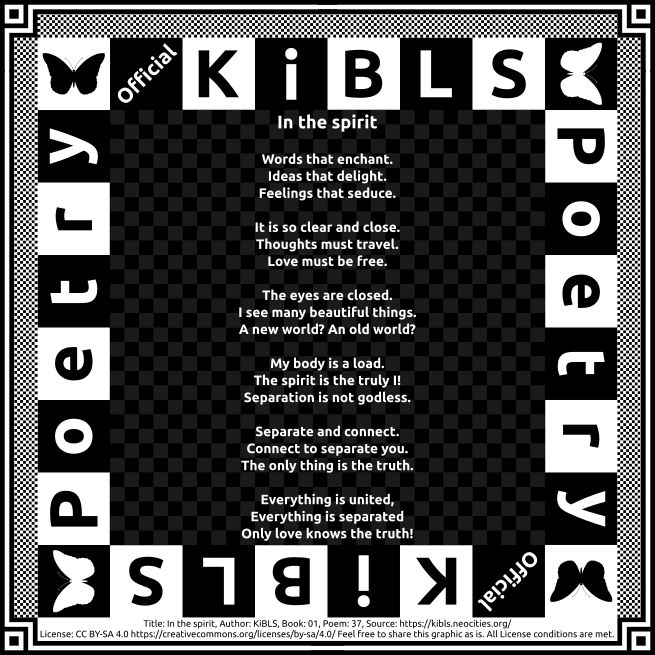 Official KiBLS
Poetry
Poetry
In the spirit
Words that enchant.
Ideas that delight.
Feelings that seduce.
It is so clear and close.
Thoughts must travel.
Love must be free.
The eyes are closed.
I see many beautiful things.
A new world? An old world?
My body is a load.
The spirit is the truly I!
Separation is not godless.
Separate and connect.
Connect to separate you.
The only thing is the truth.
Everything is united,
Everything is separated
Only love knows the truth!
Official KiBLS
Title: In the spirit, Author: KiBLS, Book: 01, Poem: 37, Source: https://kibls.neocities.org/
License: CC BY-SA 4.0 https://creativecommons.org/licenses/by-sa/4.0/ Feel free to share this graphic as is. All License conditions are met.